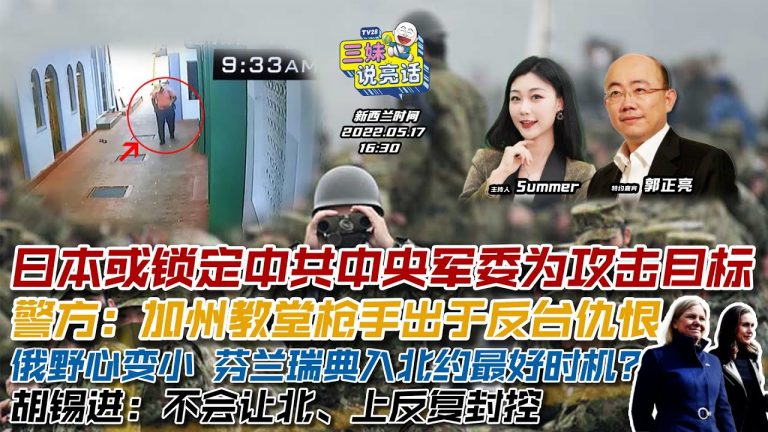 9:33AM
TV28
三妹
说亮话
新西兰时间
2022.05.17
16:30
主持人 Summer
特约嘉宾 郭正亮
日本或锁定中共中央军委为攻击目标
警方：加州教堂枪手出于反台仇恨
俄野心变小 芬兰瑞典入北约最好时机？
胡锡进：不会让北、上反复封控